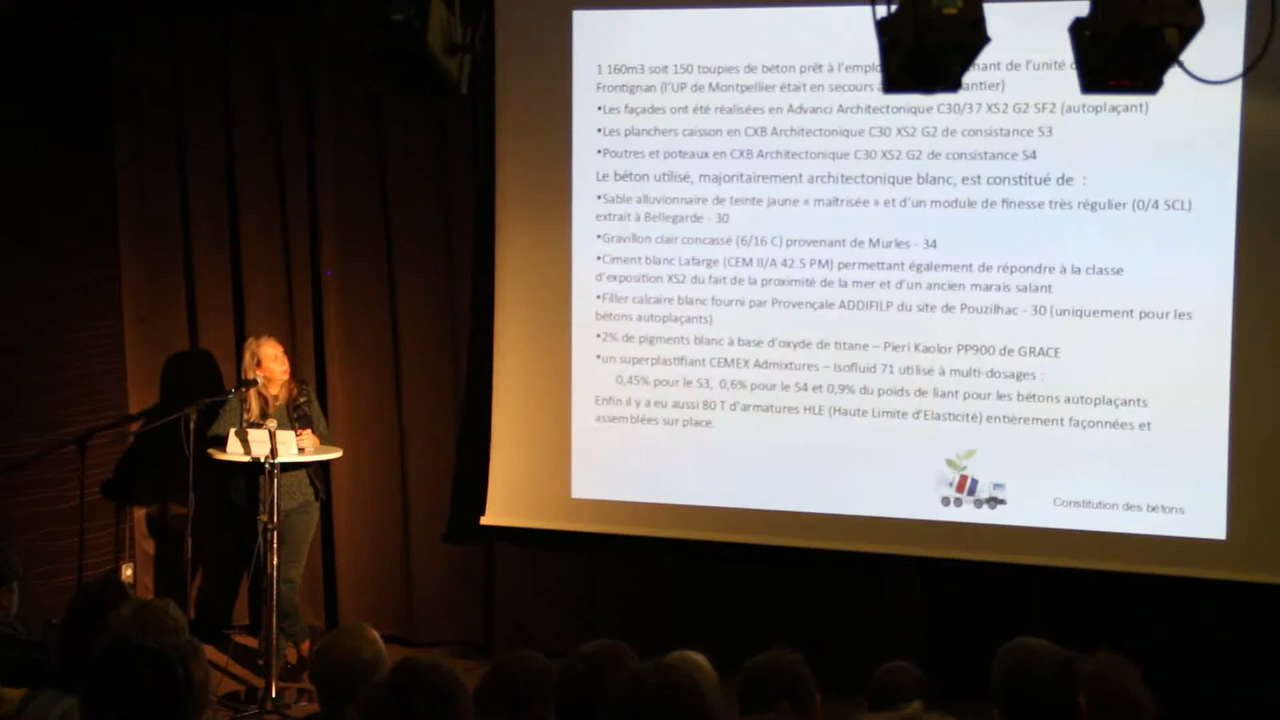 1 160m3 soit 150 toupies de béton prêt à l'emplo de l'unité
Frontignan (l'UP de Montpellier était en secours
•Les façades ont été réalisées en Advanci Architectonique C30/37 XS2 G2 SF2 (autoplaçant)
•Les planchers caisson en CXB Architectonique C30 XS2 G2 de consistance S3
•Poutres et poteaux en CXB Architectonique C30 XS2 G2 de consistance S4
Le béton utilisé, majoritairement architectonique blanc, est constitué de :
•Sable alluvionnaire de teinte jaune « maîtrisée » et d'un module de finesse très régulier (0/4 SCL)
extrait à Bellegarde - 30
•Gravillon clair concassé (6/16 C) provenant de Murles - 34
•Ciment blanc Lafarge (CEM II/A 42.5 PM) permettant également de répondre à la classe
d'exposition XS2 du fait de la proximité de la mer et d'un ancien marais salant
•Filler calcaire blanc fourni par Provençale ADDIFILP du site de Pouzilhac - 30 (uniquement pour les
bétons autoplaçants)
•2% de pigments blanc à base d'oxyde de titane – Pieri Kaolor PP900 de GRACE
•un superplastifiant CEMEX Admixtures – Isofluid 71 utilisé à multi-dosages :
0,45% pour le S3, 0,6% pour le S4 et 0,9% du poids de liant pour les bétons autoplaçants
Enfin il y a eu aussi 80 T d'armatures HLE (Haute Limite d'Elasticité) entièrement façonnées et
assemblées sur place.
Constitution des bétons